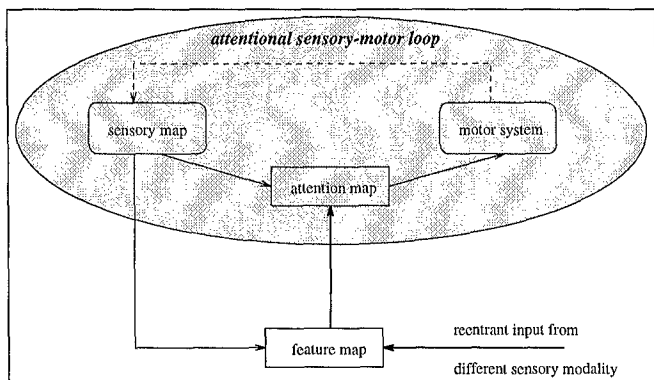 attentional sensory-motor loop
sensory map
motor system
attention map
reentrant input from
feature map
different sensory modality